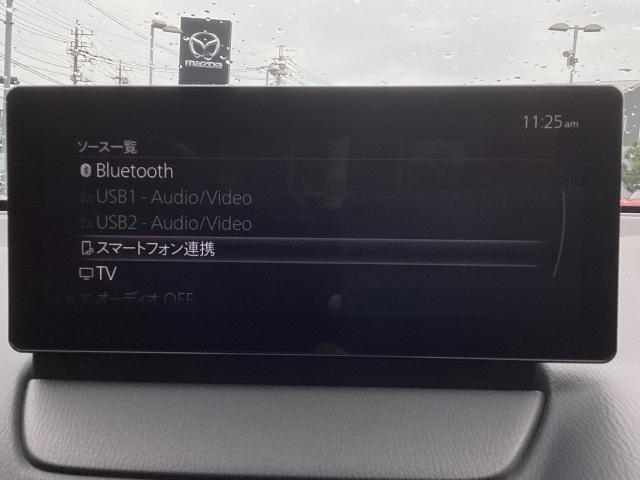 mazda
11:25am
ソース一覧
Bluetooth
USB1 - Audio/Video
USB2 - Audio/Video
スマートフォン連携
TV
オーディオ OFF